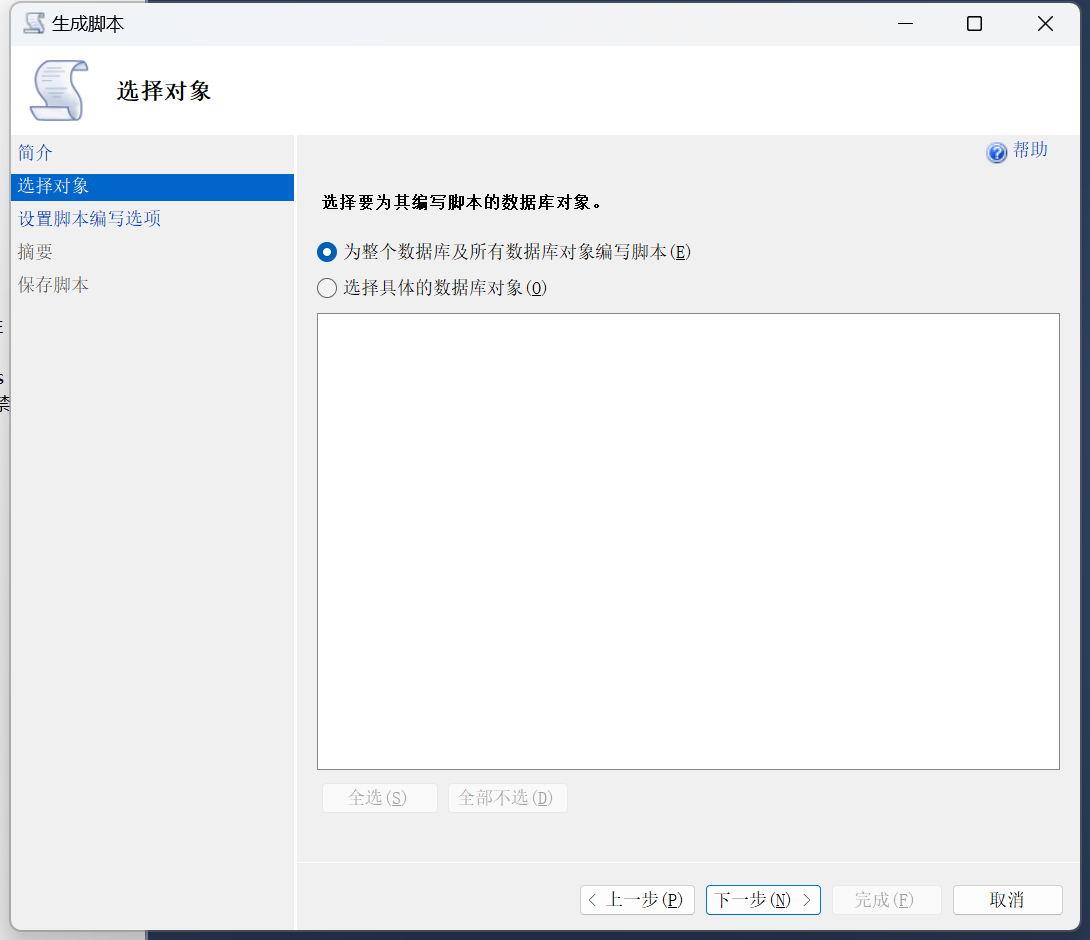 生成脚本
选择对象
简介
选择对象
设置脚本编写选项
摘要
保存脚本
帮助
选择要为其编写脚本的数据库对象。
为整个数据库及所有数据库对象编写脚本(E)
选择具体的数据库对象(O)
全选(S)
全部不选(D)
< 上一步(P)
下一步(N) >
完成(F)
取消